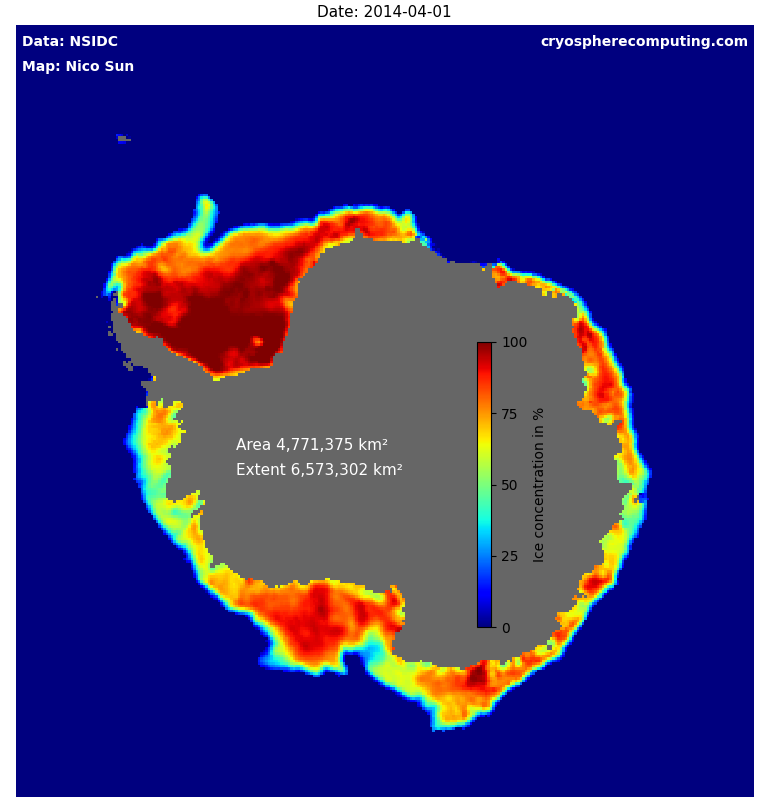 Date: 2014-04-01
Data: NSIDC
cryospherecomputing.com
Map: Nico Sun
100
75
50
25
0
Ice concentration in %
Area 4,771,375 km²
Extent 6,573,302 km²